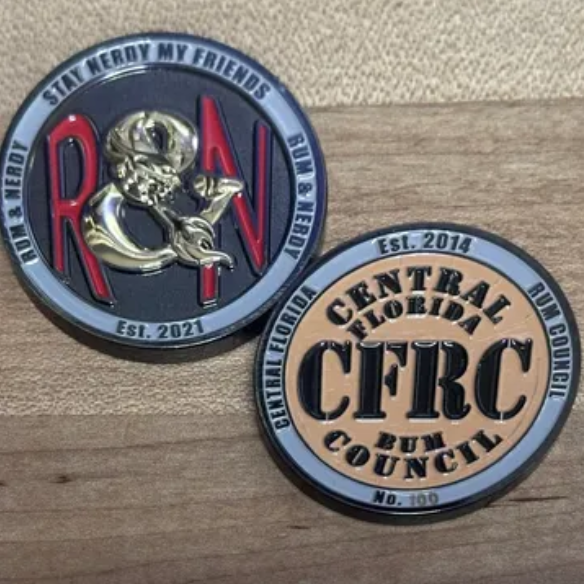 STAY NERDY MY FRIENDS
RUM & NERDY
R&N
RUM & NERDY
Est. 2021
Est. 2014
CENTRAL FLORIDA
RUM COUNCIL
CENTRAL
FLORIDA
CFRC
RUM
COUNCIL
No. 100